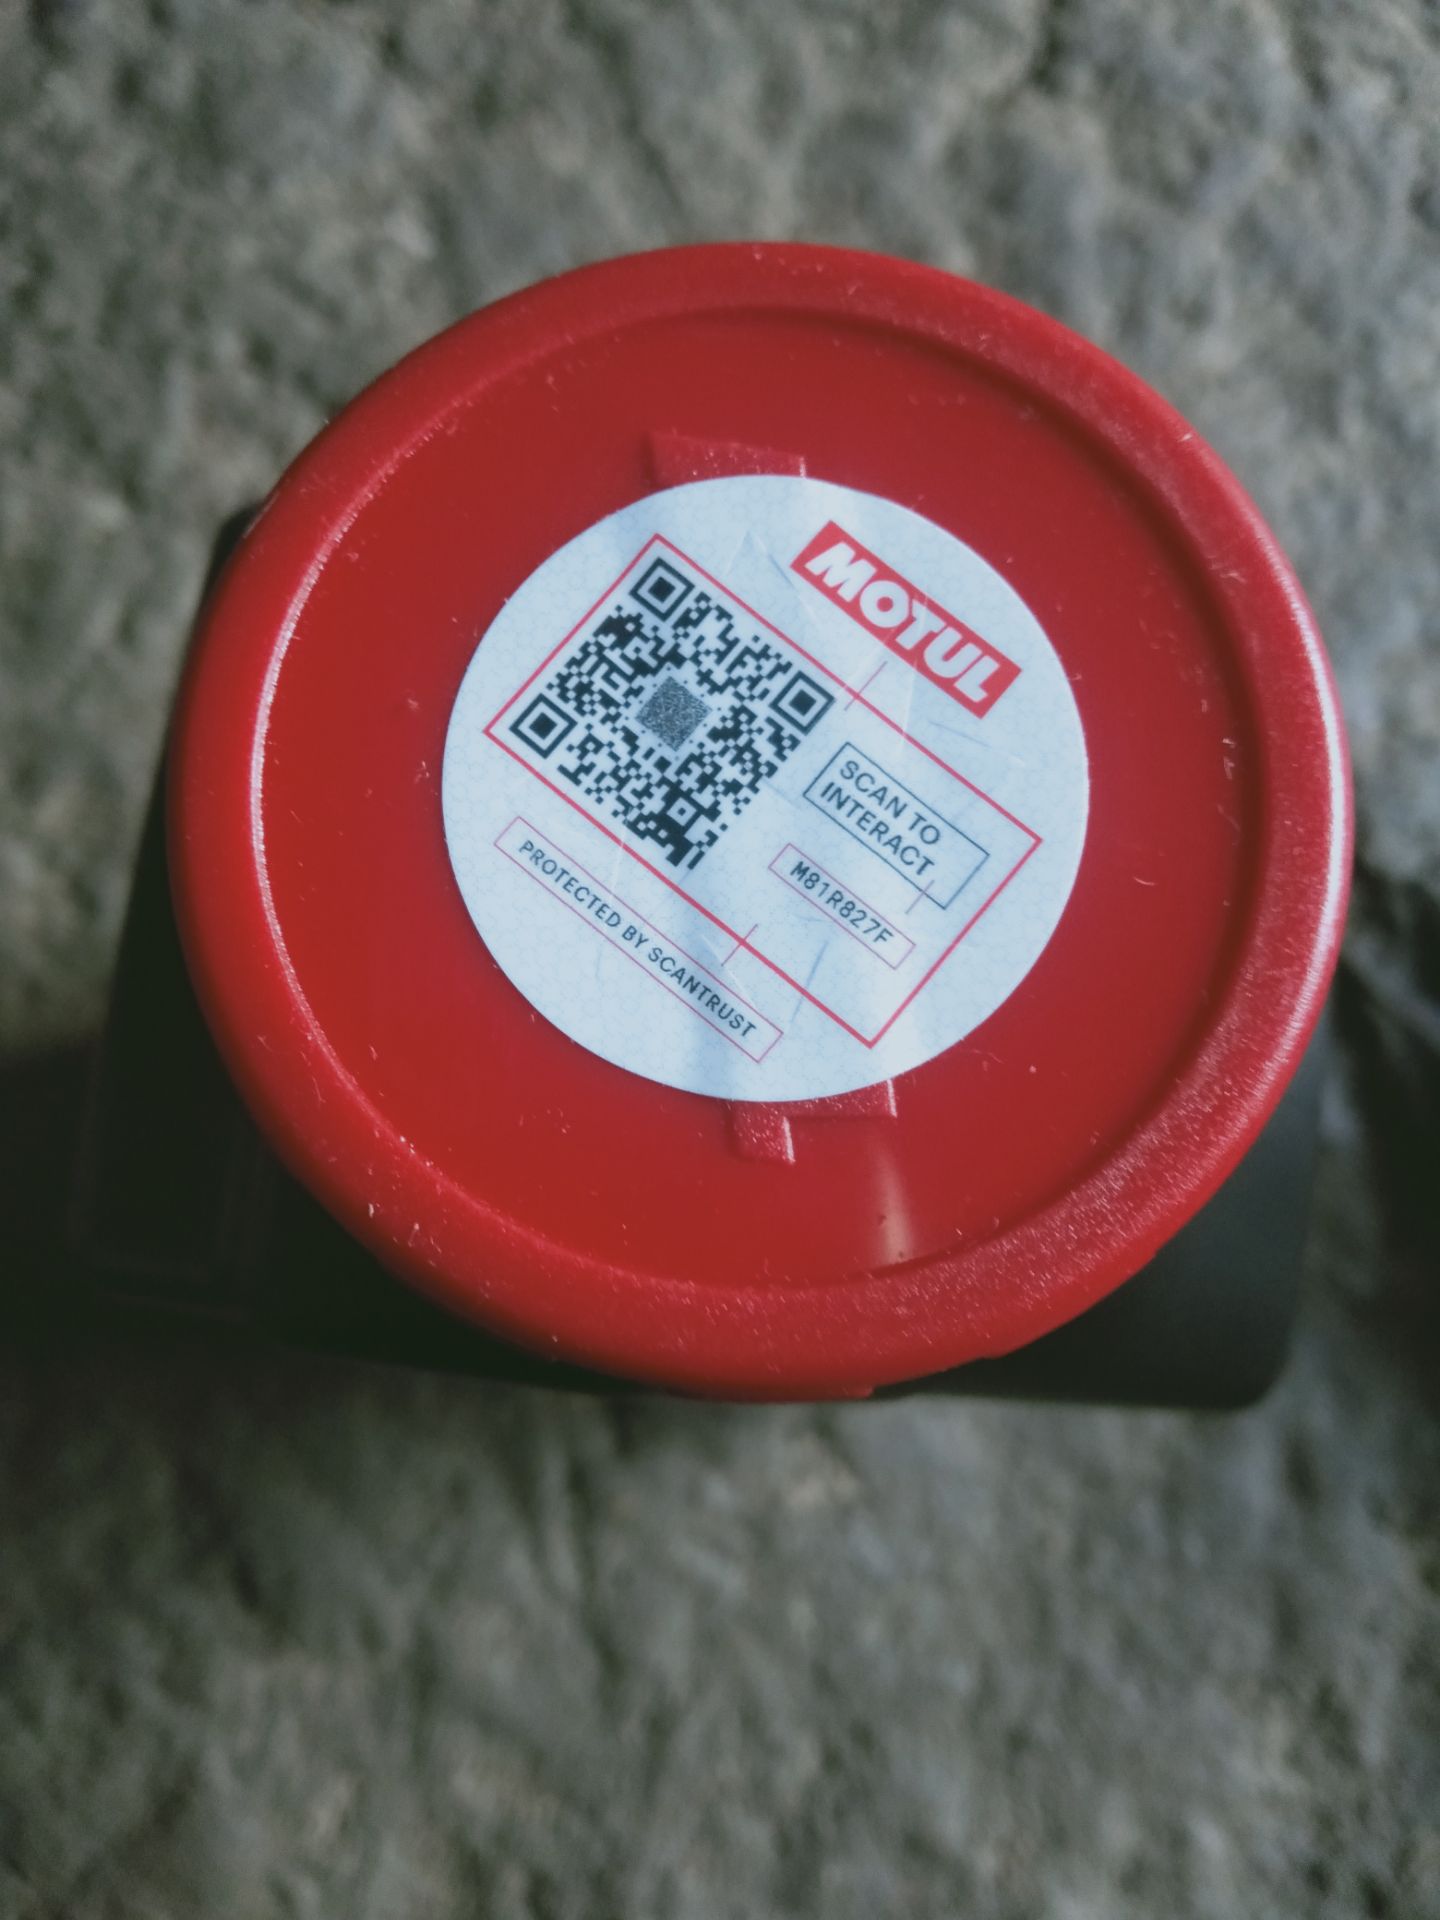 MOTUL
SCAN TO
INTERACT
M81R827F
PROTECTED BY SCANTRUST